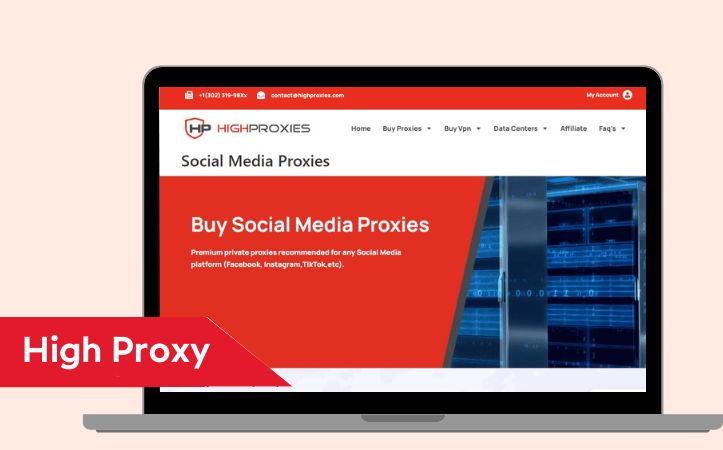 +1 (302) 319-98Xx contact@highproxies.com My Account
HP HIGHPROXIES Home Buy Proxies Buy Vpn Data Centers Affiliate Faq's
Social Media Proxies
Buy Social Media Proxies
Premium private proxies recommended for any Social Media
platform (Facebook, Instagram,TikTok,etc).
High Proxy